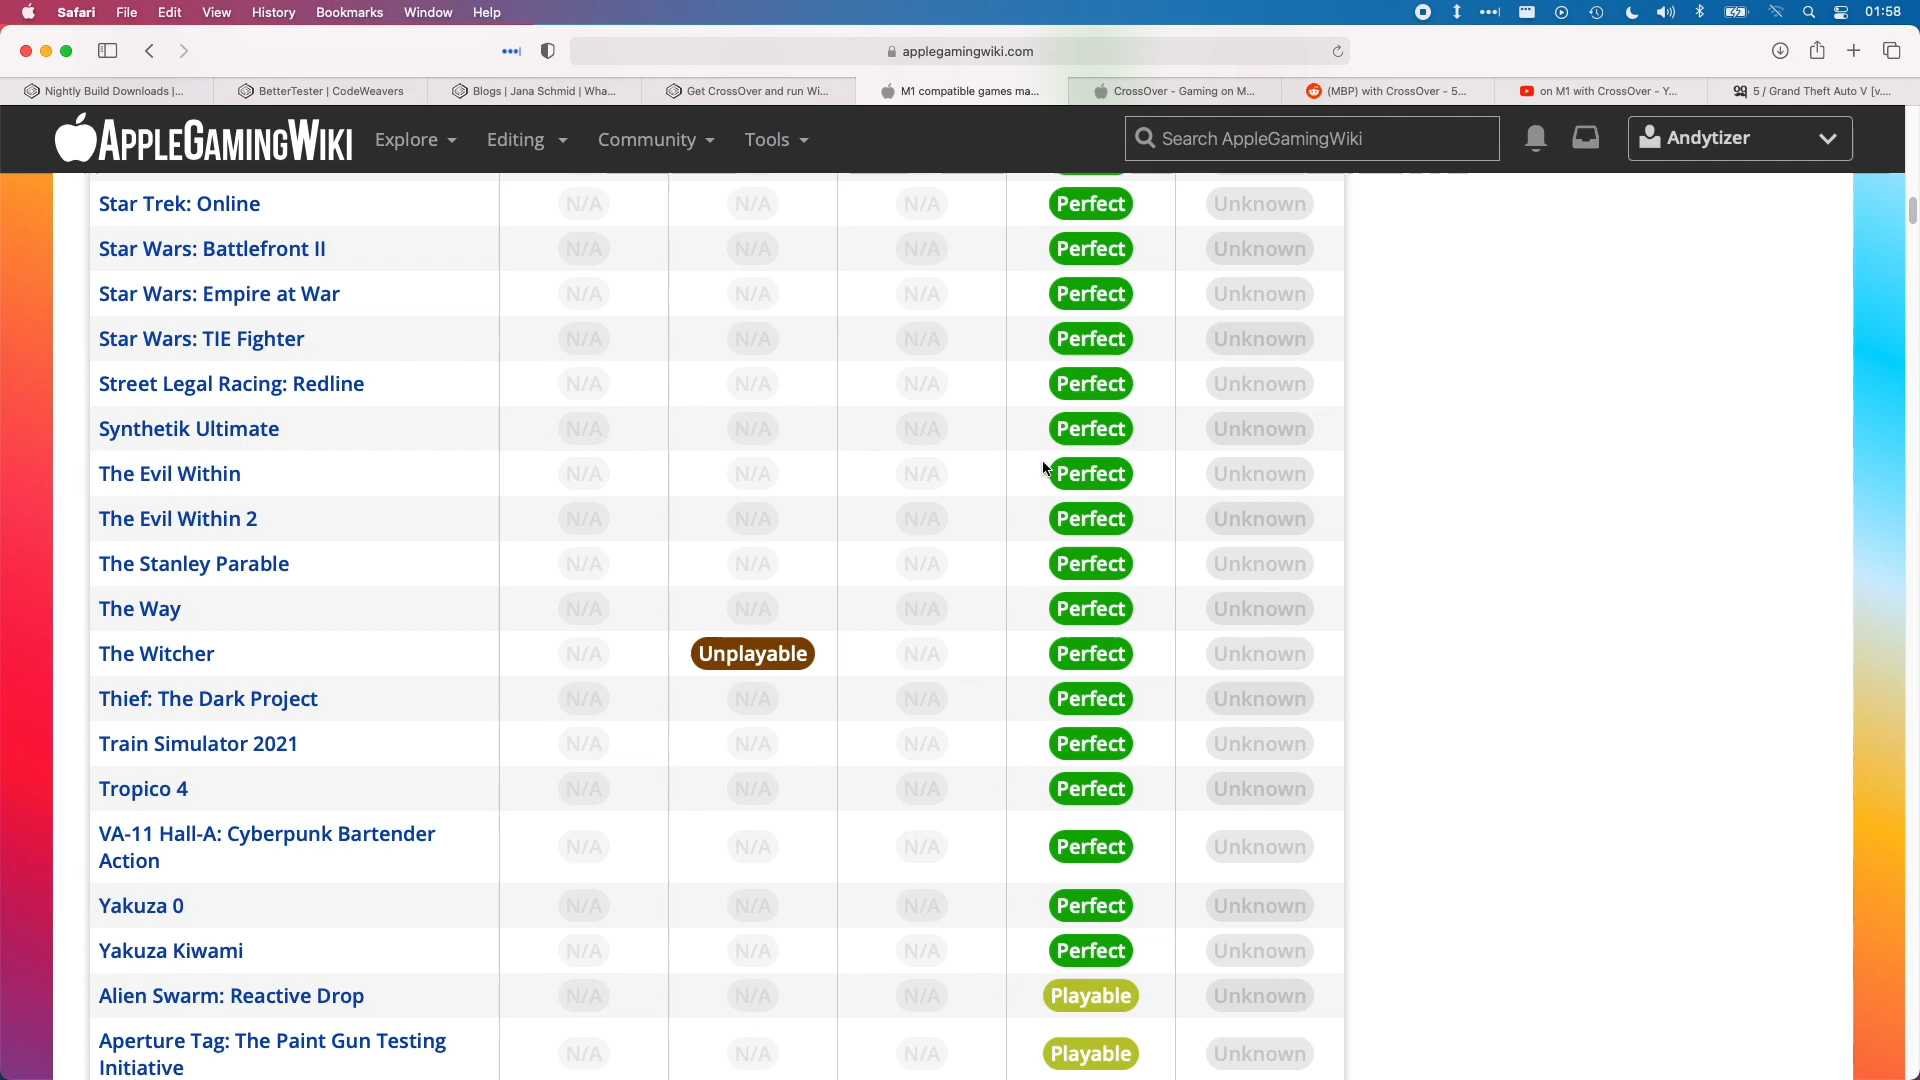 Safari File Edit View History Bookmarks Window Help 01:58
applegamingwiki.com
Nightly Build Downloads |... BetterTester | CodeWeavers Blogs | Jana Schmid | Wha... Get CrossOver and run Wi... M1 compatible games ma... CrossOver - Gaming on M... (MBP) with CrossOver - 5... on M1 with CrossOver - Y... 5 / Grand Theft Auto V [v....
APPLEGAMINGWIKI Explore Editing Community Tools Search AppleGamingWiki Andytizer
Star Trek: Online N/A N/A N/A Perfect Unknown
Star Wars: Battlefront II N/A N/A N/A Perfect Unknown
Star Wars: Empire at War N/A N/A N/A Perfect Unknown
Star Wars: TIE Fighter N/A N/A N/A Perfect Unknown
Street Legal Racing: Redline N/A N/A N/A Perfect Unknown
Synthetik Ultimate N/A N/A N/A Perfect Unknown
The Evil Within N/A N/A N/A Perfect Unknown
The Evil Within 2 N/A N/A N/A Perfect Unknown
The Stanley Parable N/A N/A N/A Perfect Unknown
The Way N/A N/A N/A Perfect Unknown
The Witcher N/A Unplayable N/A Perfect Unknown
Thief: The Dark Project N/A N/A N/A Perfect Unknown
Train Simulator 2021 N/A N/A N/A Perfect Unknown
Tropico 4 N/A N/A N/A Perfect Unknown
VA-11 Hall-A: Cyberpunk Bartender
Action N/A N/A N/A Perfect Unknown
Yakuza 0 N/A N/A N/A Perfect Unknown
Yakuza Kiwami N/A N/A N/A Perfect Unknown
Alien Swarm: Reactive Drop N/A N/A N/A Playable Unknown
Aperture Tag: The Paint Gun Testing
Initiative N/A N/A N/A Playable Unknown